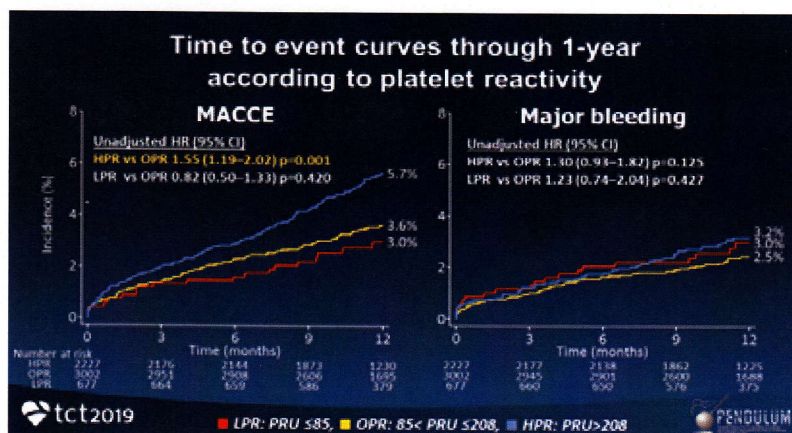 Time to event curves through 1-year
according to platelet reactivity
MACCE
Unadjusted HR (95% CI)
HPR vs OPR 1.55 (1.19–2.02) p=0.001
LPR vs OPR 0.82 (0.50–1.33) p=0.420
Incidence (%)
8
6
4
2
0
5.7%
3.6%
3.0%
0 3 6 9 12
Time (months)
Number at risk
HPR 2227 2176 2144 1873 1230
OPR 3002 2951 2908 2606 1695
LPR 677 664 659 586 379
Major bleeding
Unadjusted HR (95% CI)
HPR vs OPR 1.30 (0.93–1.82) p=0.125
LPR vs OPR 1.23 (0.74–2.04) p=0.427
8
6
4
2
0
3.2%
3.0%
2.5%
0 3 6 9 12
Time (months)
2227 2177 2138 1862 1225
3002 2945 2901 2600 1688
677 660 650 576 375
tct2019
LPR: PRU ≤85, OPR: 85< PRU ≤208, HPR: PRU>208
PENDULUM